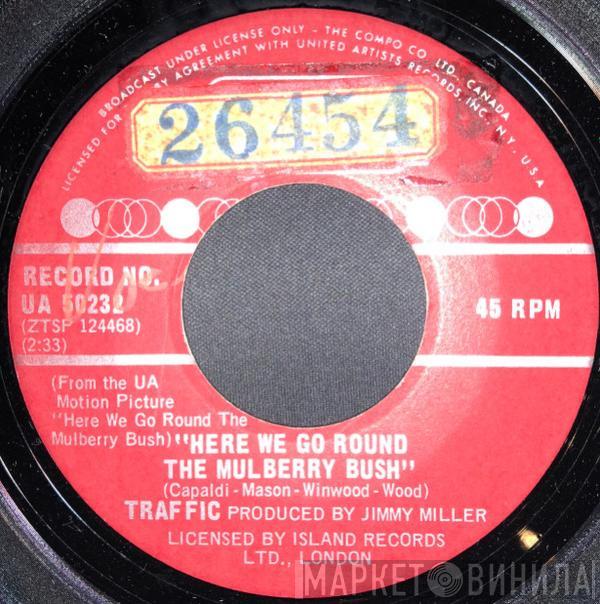 BROADCAST UNDER LICENSE ONLY - THE COMPO CO. LTD. CANADA
LICENSED FOR BY AGREEMENT WITH UNITED ARTISTS RECORDS, INC. N.Y. U.S.A
26454
RECORD NO.
UA 50232
(ZTSP 124468)
(2:33)
45 RPM
(From the UA
Motion Picture
"Here We Go Round The
Mulberry Bush)
"HERE WE GO ROUND
THE MULBERRY BUSH"
(Capaldi - Mason - Winwood - Wood)
TRAFFIC PRODUCED BY JIMMY MILLER
LICENSED BY ISLAND RECORDS
LTD., LONDON
МАРКЕТ ВИНИЛА